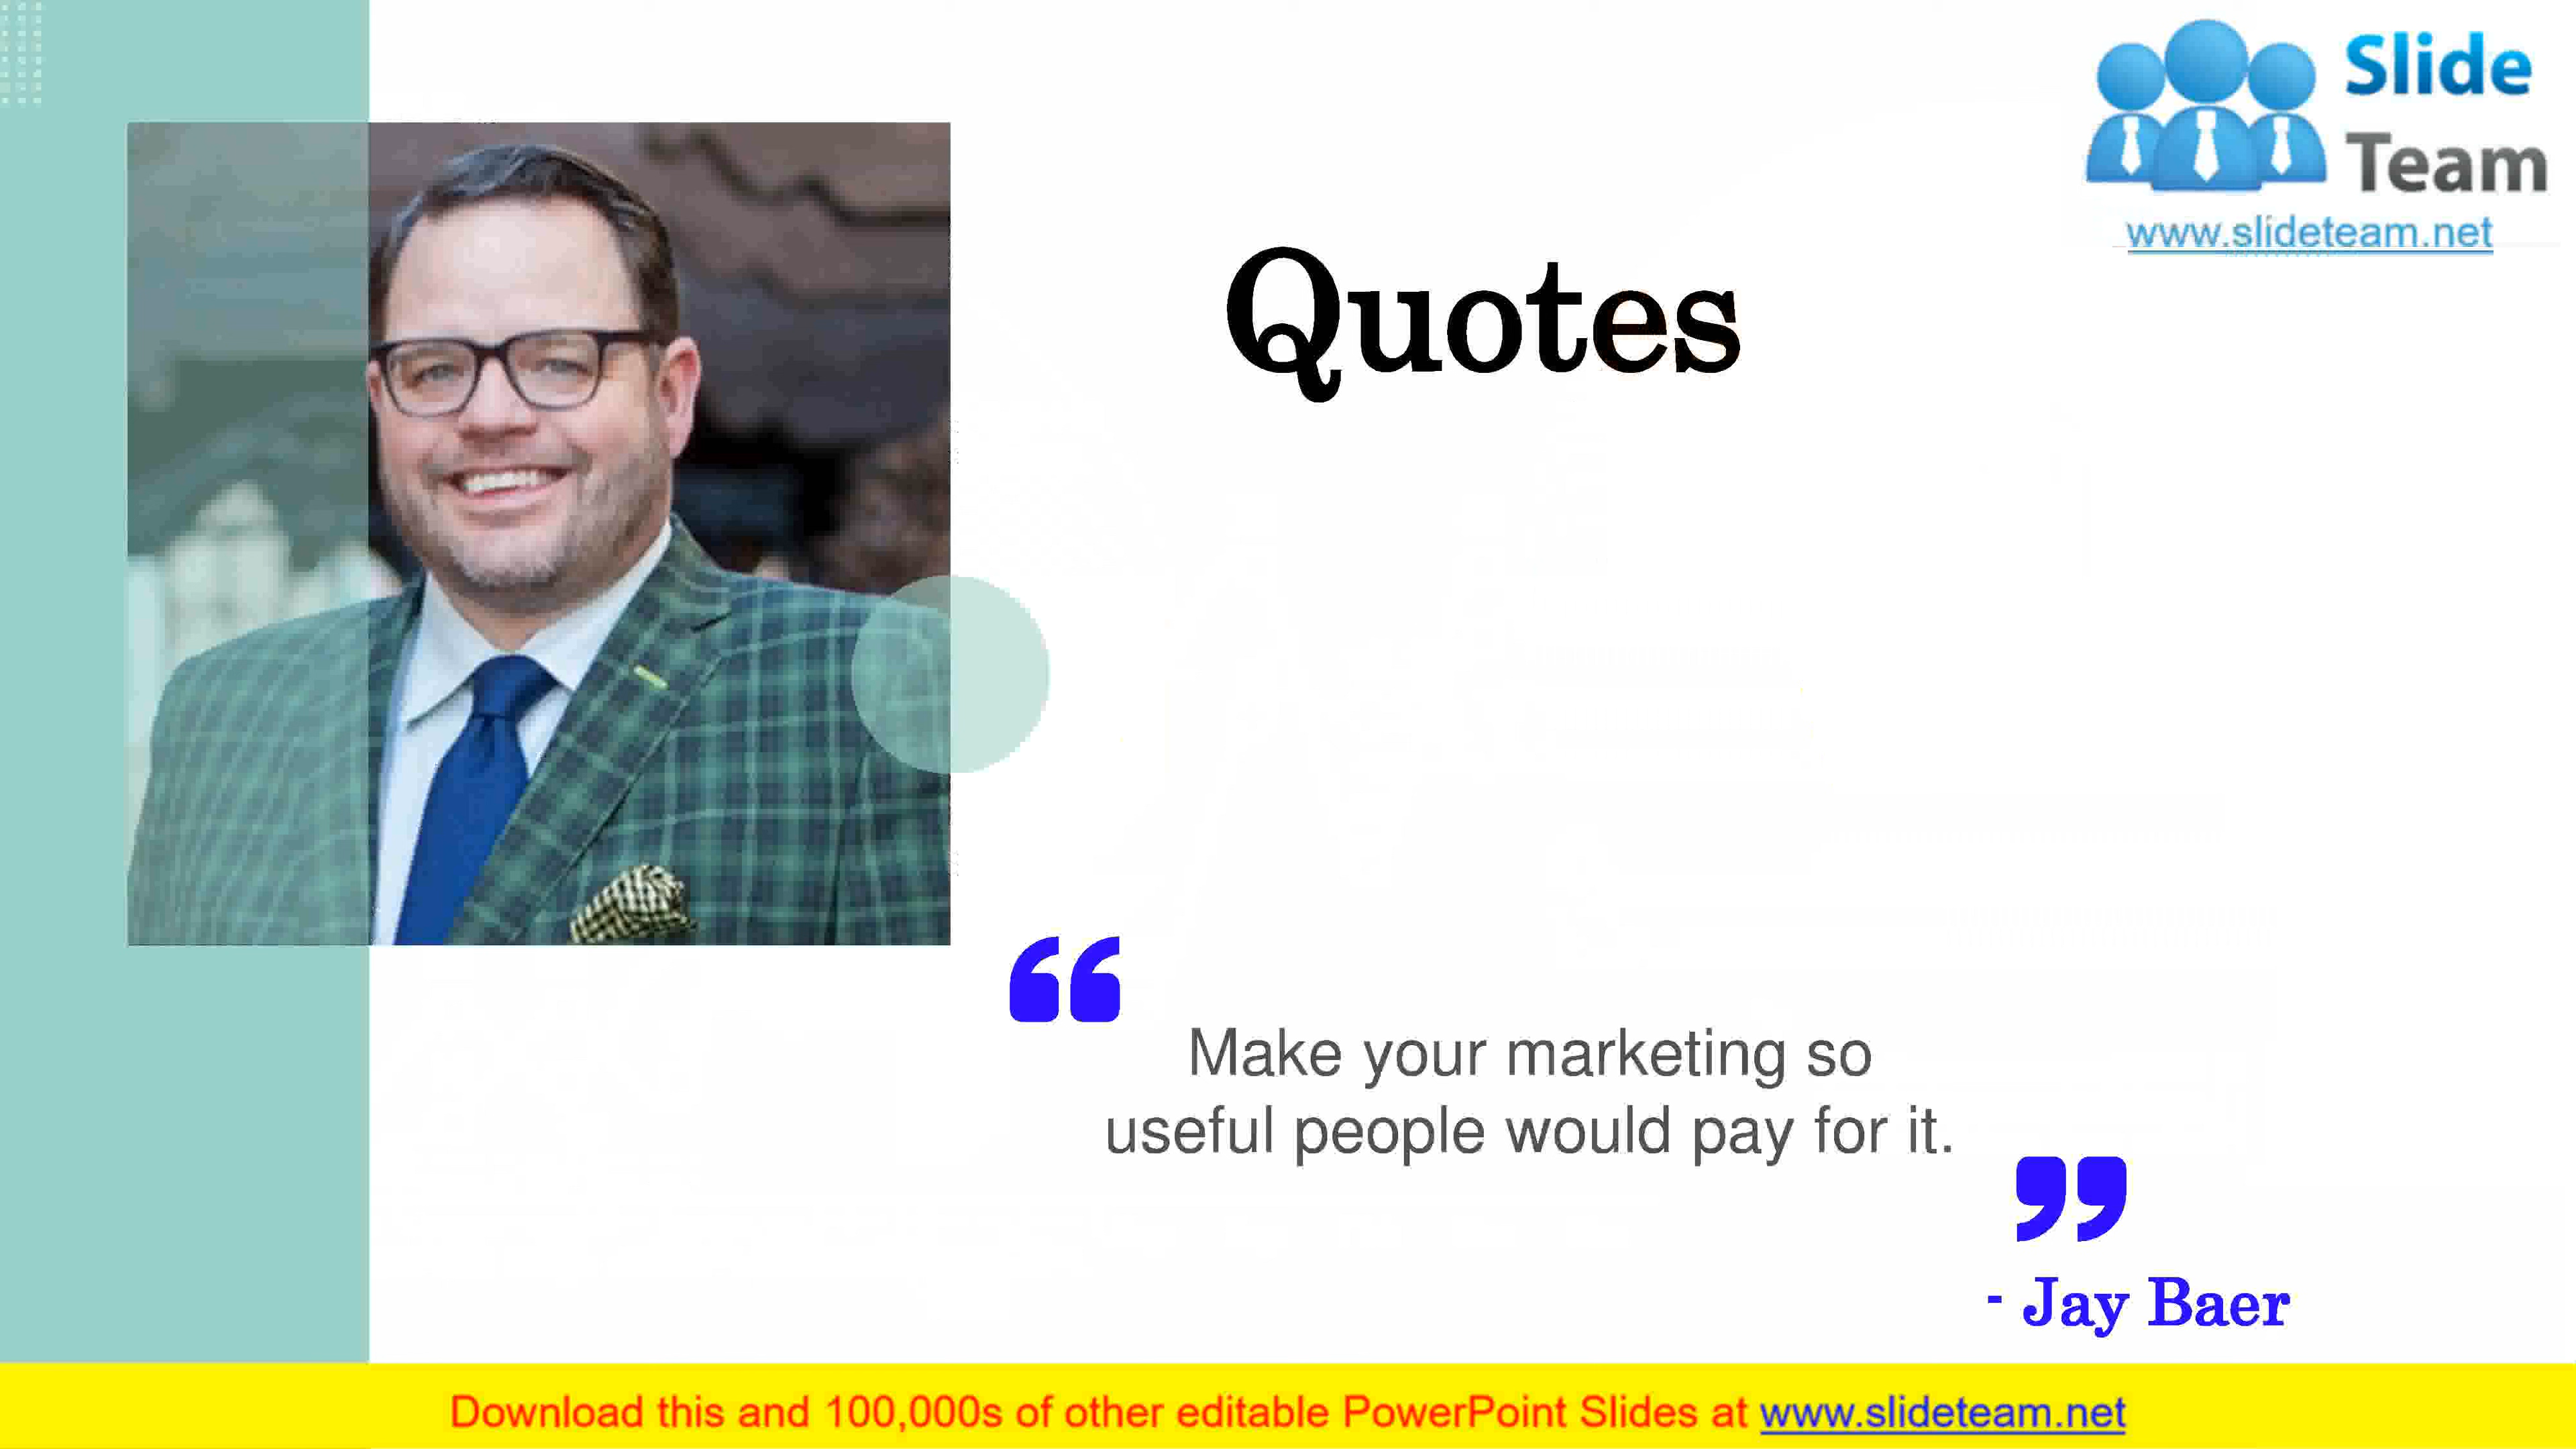 Slide
Team
www.slideteam.net
Quotes
“
Make your marketing so
useful people would pay for it.
”
- Jay Baer
Download this and 100,000s of other editable PowerPoint Slides at www.slideteam.net